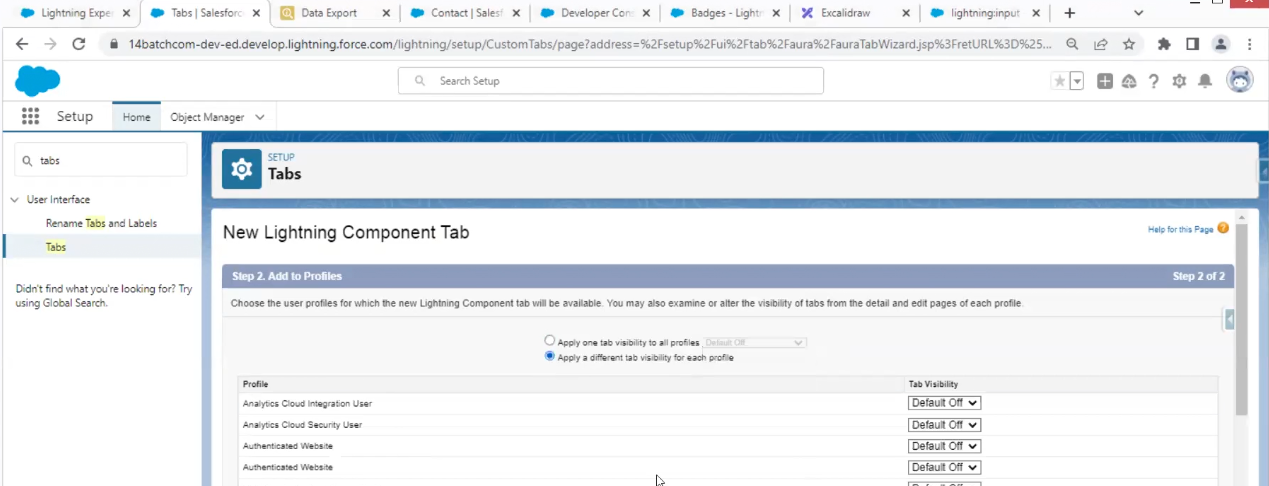 Lightning Expe
Tabs | Salesforc
Data Export
Contact | Salesf
Developer Con
Badges - Lightn
Excalidraw
lightning:input
14batchcom-dev-ed.develop.lightning.force.com/lightning/setup/CustomTabs/page?address=%2Fsetup%2Fui%2Ftab%2Faura%2FauraTabWizard.jsp%3FretURL%3D%25...
Search Setup
Setup
Home
Object Manager
tabs
User Interface
Rename Tabs and Labels
Tabs
Didn't find what you're looking for? Try
using Global Search.
SETUP
Tabs
New Lightning Component Tab
Help for this Page ?
Step 2. Add to Profiles
Step 2 of 2
Choose the user profiles for which the new Lightning Component tab will be available. You may also examine or alter the visibility of tabs from the detail and edit pages of each profile.
Apply one tab visibility to all profiles Default Off
Apply a different tab visibility for each profile
Profile Tab Visibility
Analytics Cloud Integration User Default Off
Analytics Cloud Security User Default Off
Authenticated Website Default Off
Authenticated Website Default Off